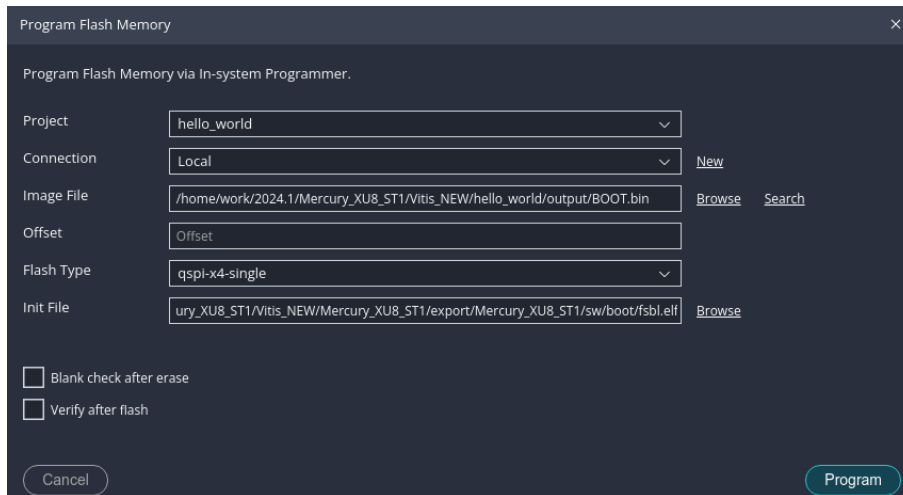 Program Flash Memory ×
Program Flash Memory via In-system Programmer.
Project hello_world
Connection Local New
Image File /home/work/2024.1/Mercury_XU8_ST1/Vitis_NEW/hello_world/output/BOOT.bin Browse Search
Offset Offset
Flash Type qspi-x4-single
Init File ury_XU8_ST1/Vitis_NEW/Mercury_XU8_ST1/export/Mercury_XU8_ST1/sw/boot/fsbl.elf Browse
Blank check after erase
Verify after flash
Cancel Program